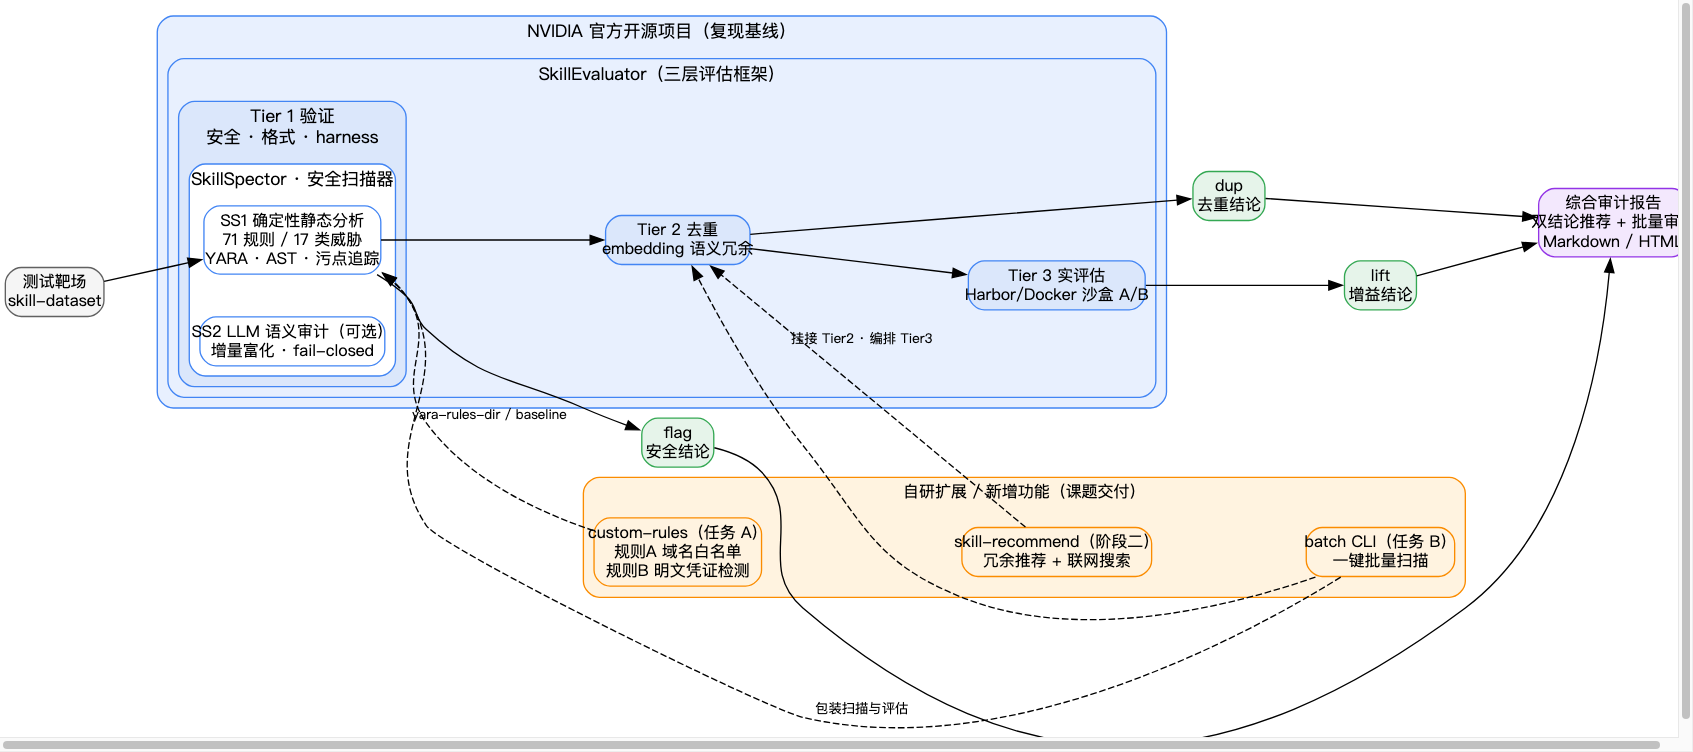 NVIDIA 官方开源项目（复现基线）
SkillEvaluator（三层评估框架）
Tier 1 验证
安全 · 格式 · harness
SkillSpector · 安全扫描器
SS1 确定性静态分析
71 规则 / 17 类威胁
YARA · AST · 污点追踪
SS2 LLM 语义审计（可选）
增量富化 · fail-closed
测试靶场
skill-dataset
Tier 2 去重
embedding 语义冗余
Tier 3 实评估
Harbor/Docker 沙盒 A/B
dup
去重结论
lift
增益结论
综合审计报告
双结论推荐 + 批量审
Markdown / HTML
挂接 Tier2 · 编排 Tier3
yara-rules-dir / baseline
flag
安全结论
自研扩展 / 新增功能（课题交付）
custom-rules（任务 A）
规则A 域名白名单
规则B 明文凭证检测
skill-recommend（阶段二）
冗余推荐 + 联网搜索
batch CLI（任务 B）
一键批量扫描
包装扫描与评估